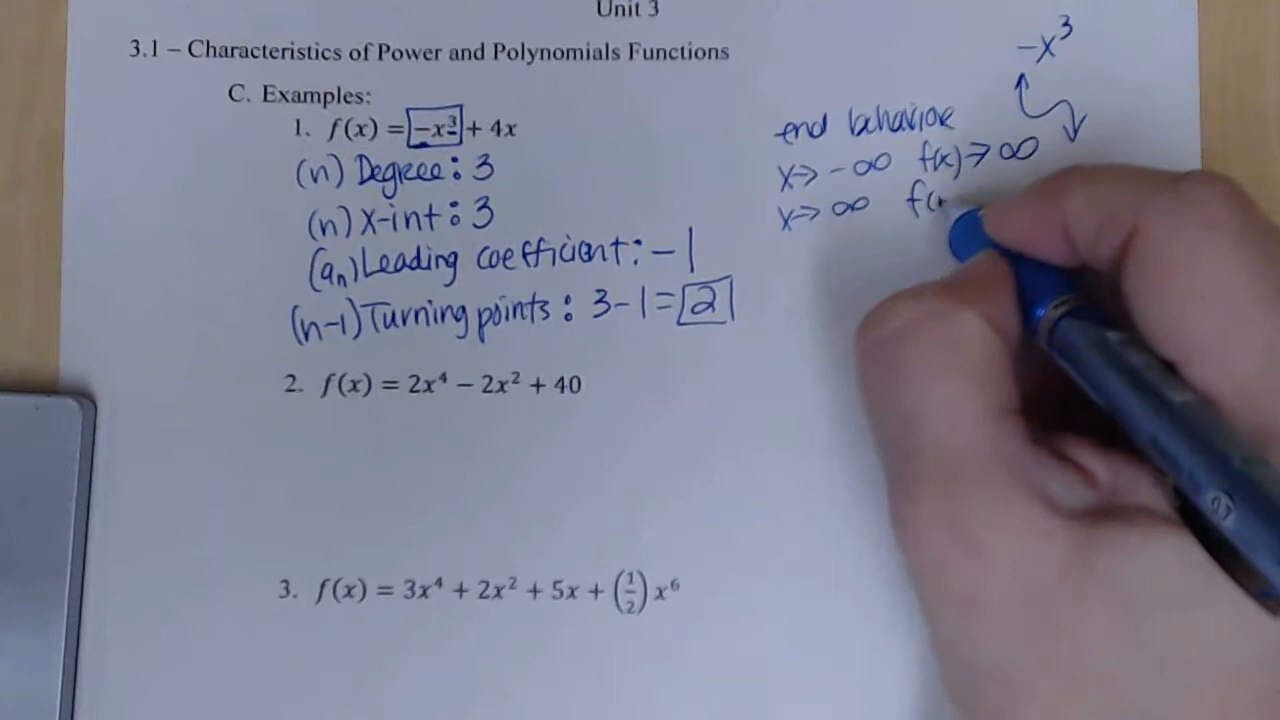 Unit 3
3.1 – Characteristics of Power and Polynomials Functions
C. Examples:
1. f(x) = -x³ + 4x
(n) Degree: 3
(n) x-int: 3
(aₙ) Leading coefficient: -1
(n-1) Turning points: 3-1=2
-x³
end behavior
x→ -∞ f(x)→ ∞
x→ ∞ f(
2. f(x) = 2x⁴ − 2x² + 40
3. f(x) = 3x⁴ + 2x² + 5x + (1/2) x⁶